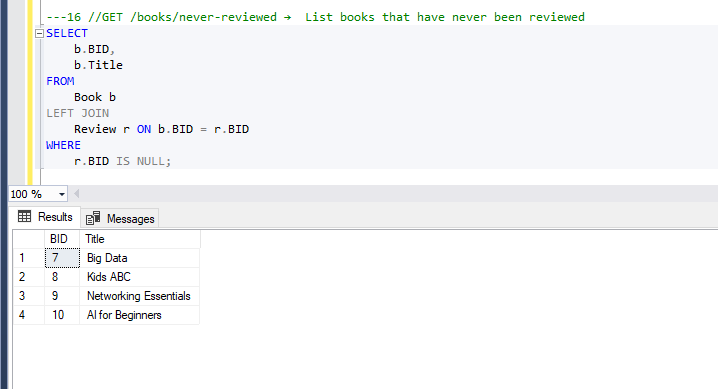 ---16 //GET /books/never-reviewed → List books that have never been reviewed
SELECT
b.BID,
b.Title
FROM
Book b
LEFT JOIN
Review r ON b.BID = r.BID
WHERE
r.BID IS NULL;
100 %
Results Messages
BID Title
1 7 Big Data
2 8 Kids ABC
3 9 Networking Essentials
4 10 AI for Beginners